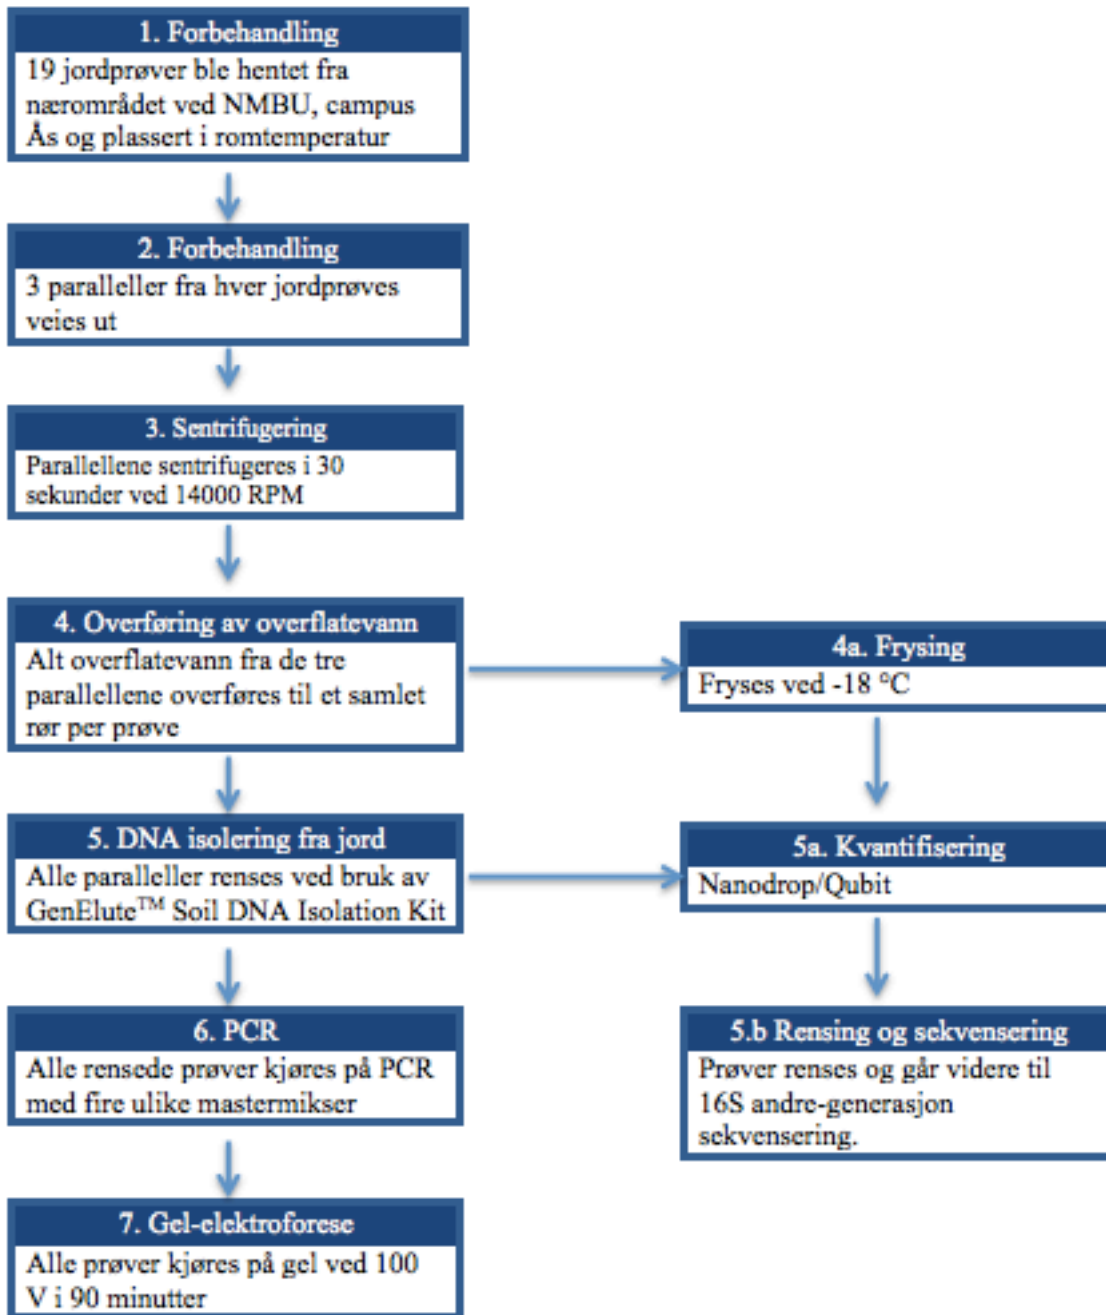 1. Forbehandling
19 jordprøver ble hentet fra
nærområdet ved NMBU, campus
Ås og plassert i romtemperatur
2. Forbehandling
3 paralleller fra hver jordprøves
veies ut
3. Sentrifugering
Parallellene sentrifugeres i 30
sekunder ved 14000 RPM
4. Overføring av overflatevann
Alt overflatevann fra de tre
parallellene overføres til et samlet
rør per prøve
4a. Frysing
Fryses ved -18 °C
5. DNA isolering fra jord
Alle paralleller renses ved bruk av
GenElute™ Soil DNA Isolation Kit
5a. Kvantifisering
Nanodrop/Qubit
6. PCR
Alle rensede prøver kjøres på PCR
med fire ulike mastermikser
5.b Rensing og sekvensering
Prøver renses og går videre til
16S andre-generasjon
sekvensering.
7. Gel-elektroforese
Alle prøver kjøres på gel ved 100
V i 90 minutter